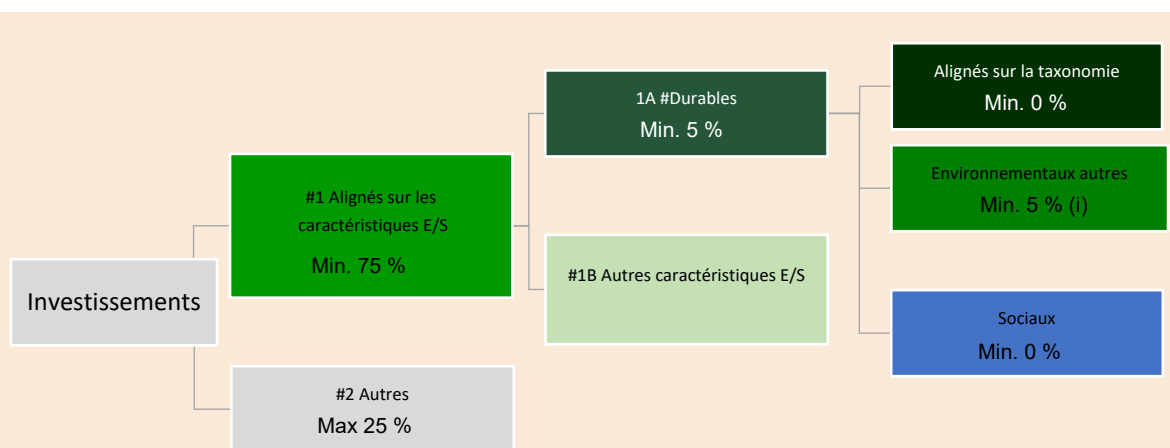 Investissements
#1 Alignés sur les
caractéristiques E/S
Min. 75 %
#2 Autres
Max 25 %
1A #Durables
Min. 5 %
#1B Autres caractéristiques E/S
Alignés sur la taxonomie
Min. 0 %
Environnementaux autres
Min. 5 % (i)
Sociaux
Min. 0 %